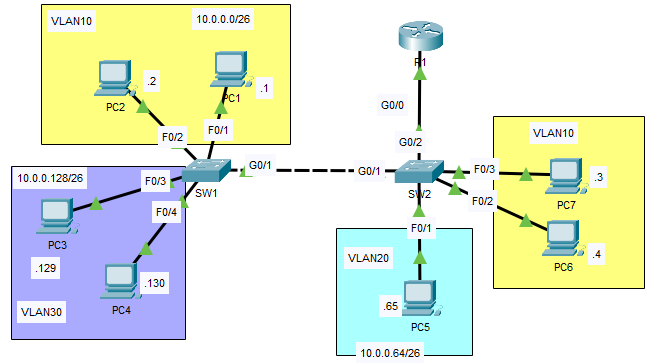 VLAN10
10.0.0.0/26
.2
.1
PC2
PC1
F0/2
F0/1
R1
G0/0
G0/2
VLAN10
G0/1
G0/1
F0/3
F0/2
SW1
SW2
.3
PC7
.4
PC6
10.0.0.128/26
F0/3
F0/4
PC3
.129
.130
PC4
VLAN30
F0/1
VLAN20
.65
PC5
10.0.0.64/26